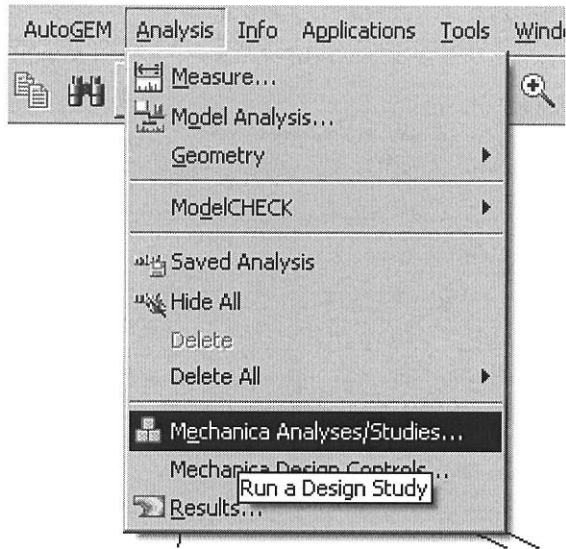 AutoGEM Analysis Info Applications Tools Wind
Measure...
Model Analysis...
Geometry
ModelCHECK
Saved Analysis
Hide All
Delete
Delete All
Mechanica Analyses/Studies...
Mechanica Design Controls...
Run a Design Study
Results...